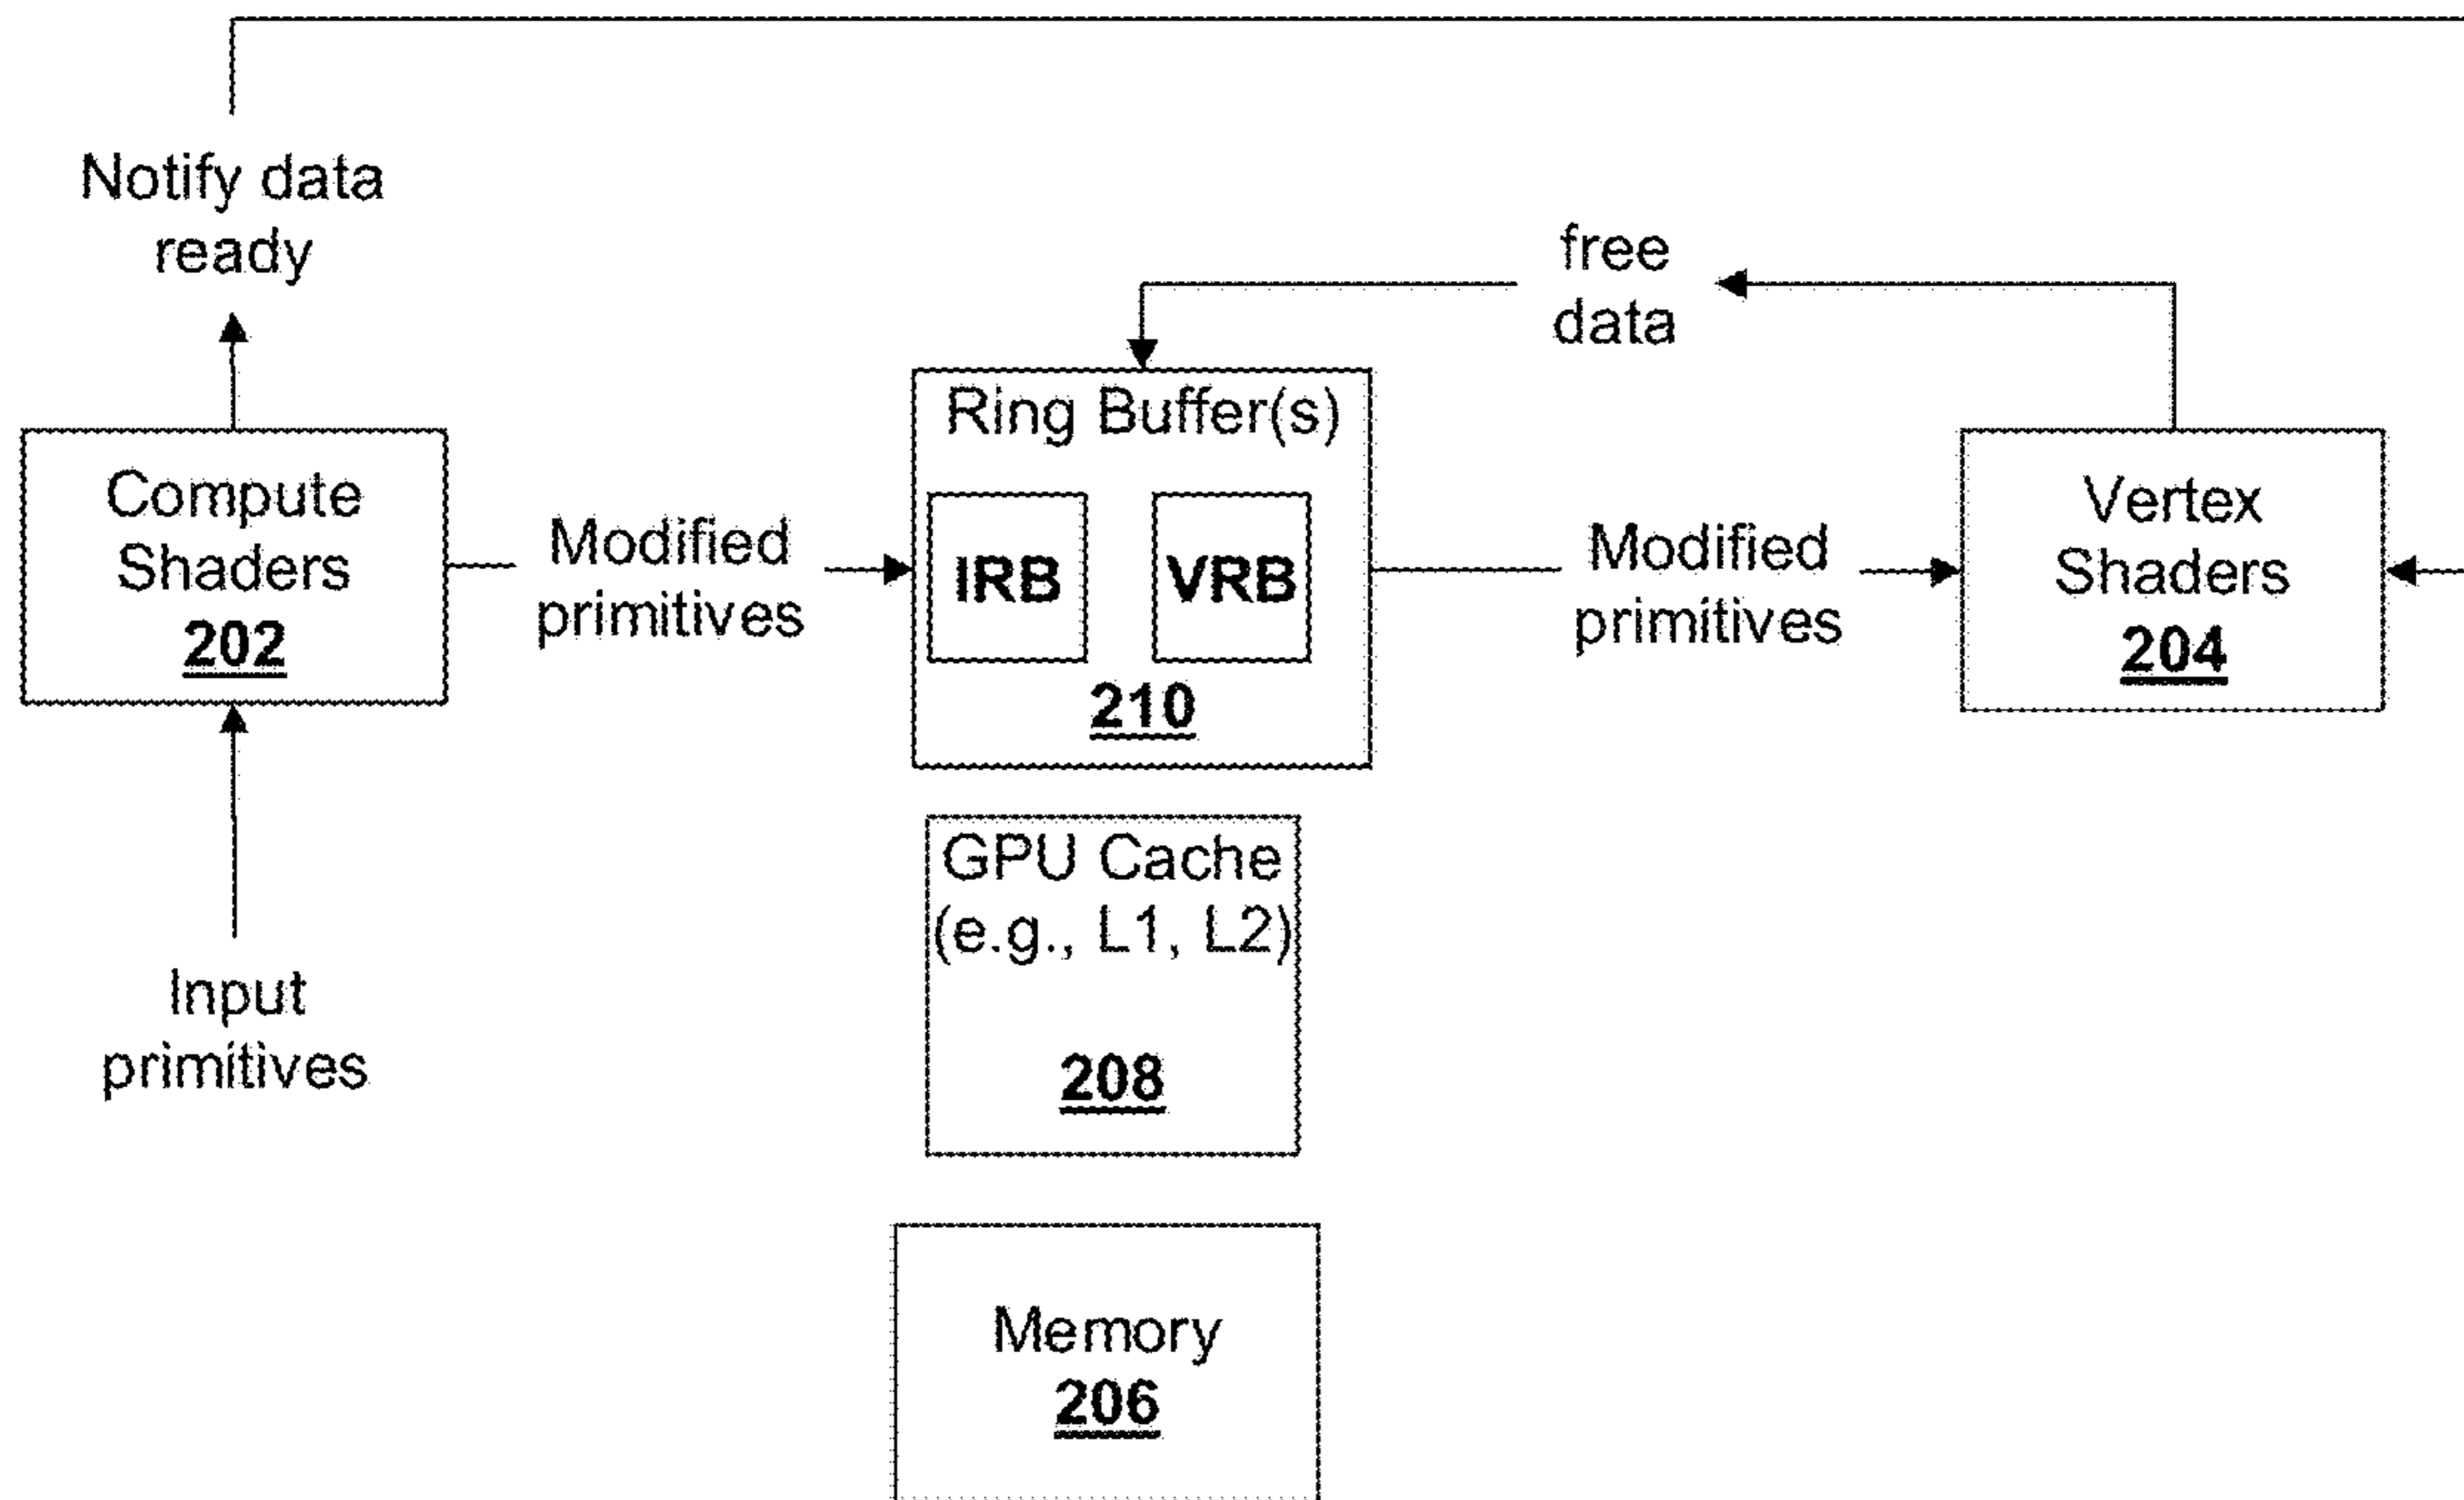 Notify data
ready
free
data
Compute
Shaders
202
Modified
primitives
Ring Buffer(s)
IRB
VRB
210
Modified
primitives
Vertex
Shaders
204
Input
primitives
GPU Cache
(e.g., L1, L2)
208
Memory
206